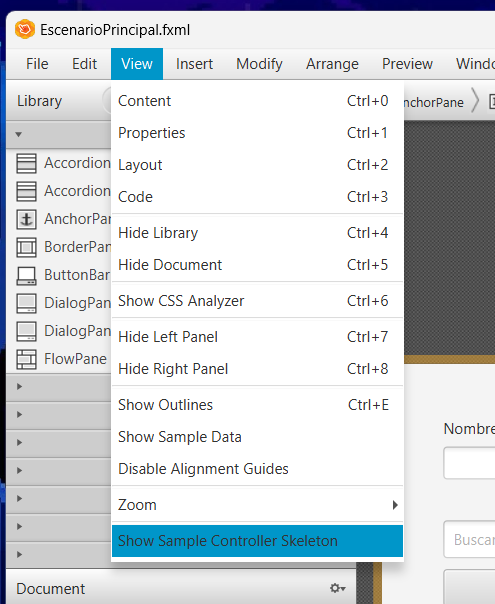 EscenarioPrincipal.fxml
File Edit View Insert Modify Arrange Preview
Library
Content Ctrl+0
Properties Ctrl+1
Layout Ctrl+2
Code Ctrl+3
Hide Library Ctrl+4
Hide Document Ctrl+5
Show CSS Analyzer Ctrl+6
Hide Left Panel Ctrl+7
Hide Right Panel Ctrl+8
Show Outlines Ctrl+E
Show Sample Data
Disable Alignment Guides
Zoom
Show Sample Controller Skeleton
Accordion
Accordion
AnchorPan
BorderPan
ButtonBar
DialogPan
DialogPan
FlowPane
Document
nchorPane
Nombre
Buscar